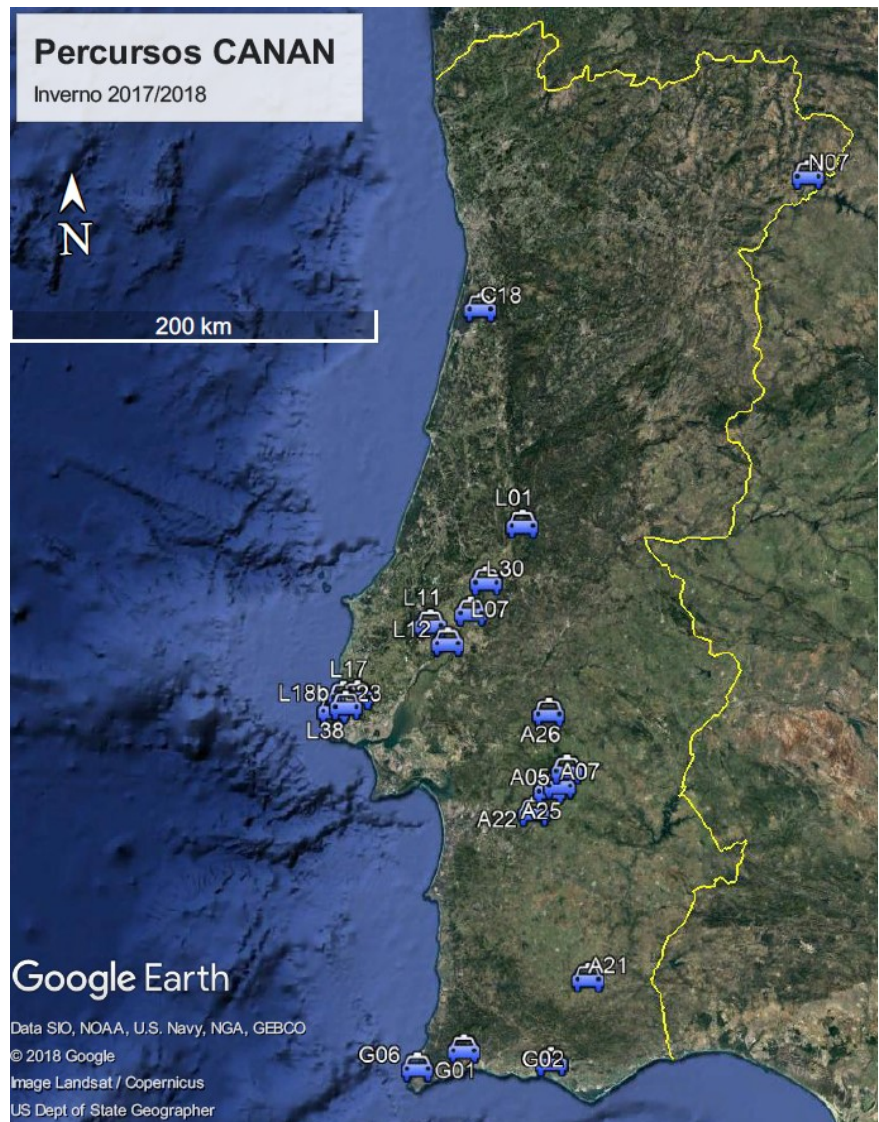 Percursos CANAN
Inverno 2017/2018
N07
N
C18
200 km
L01
L30
L11
L07
L12
L17
L18b
23
L38
A26
A05
A07
A22
A25
A21
G06
G01
G02
Google Earth
Data SIO, NOAA, U.S. Navy, NGA, GEBCO
© 2018 Google
Image Landsat / Copernicus
US Dept of State Geographer